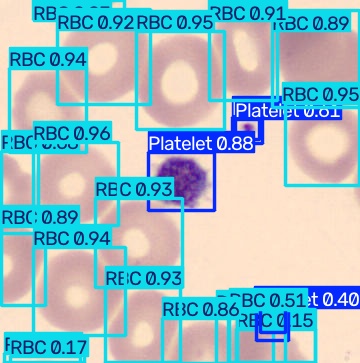 RBC 0.92
RBC 0.95
RBC 0.91
RBC 0.89
RBC 0.94
RBC 0.95
Platelet 0.61
RBC 0.96
Platelet 0.88
RBC 0.93
RBC 0.89
RBC 0.94
RBC 0.93
RBC 0.86
RBC 0.51
et 0.40
0.15
RBC 0.17